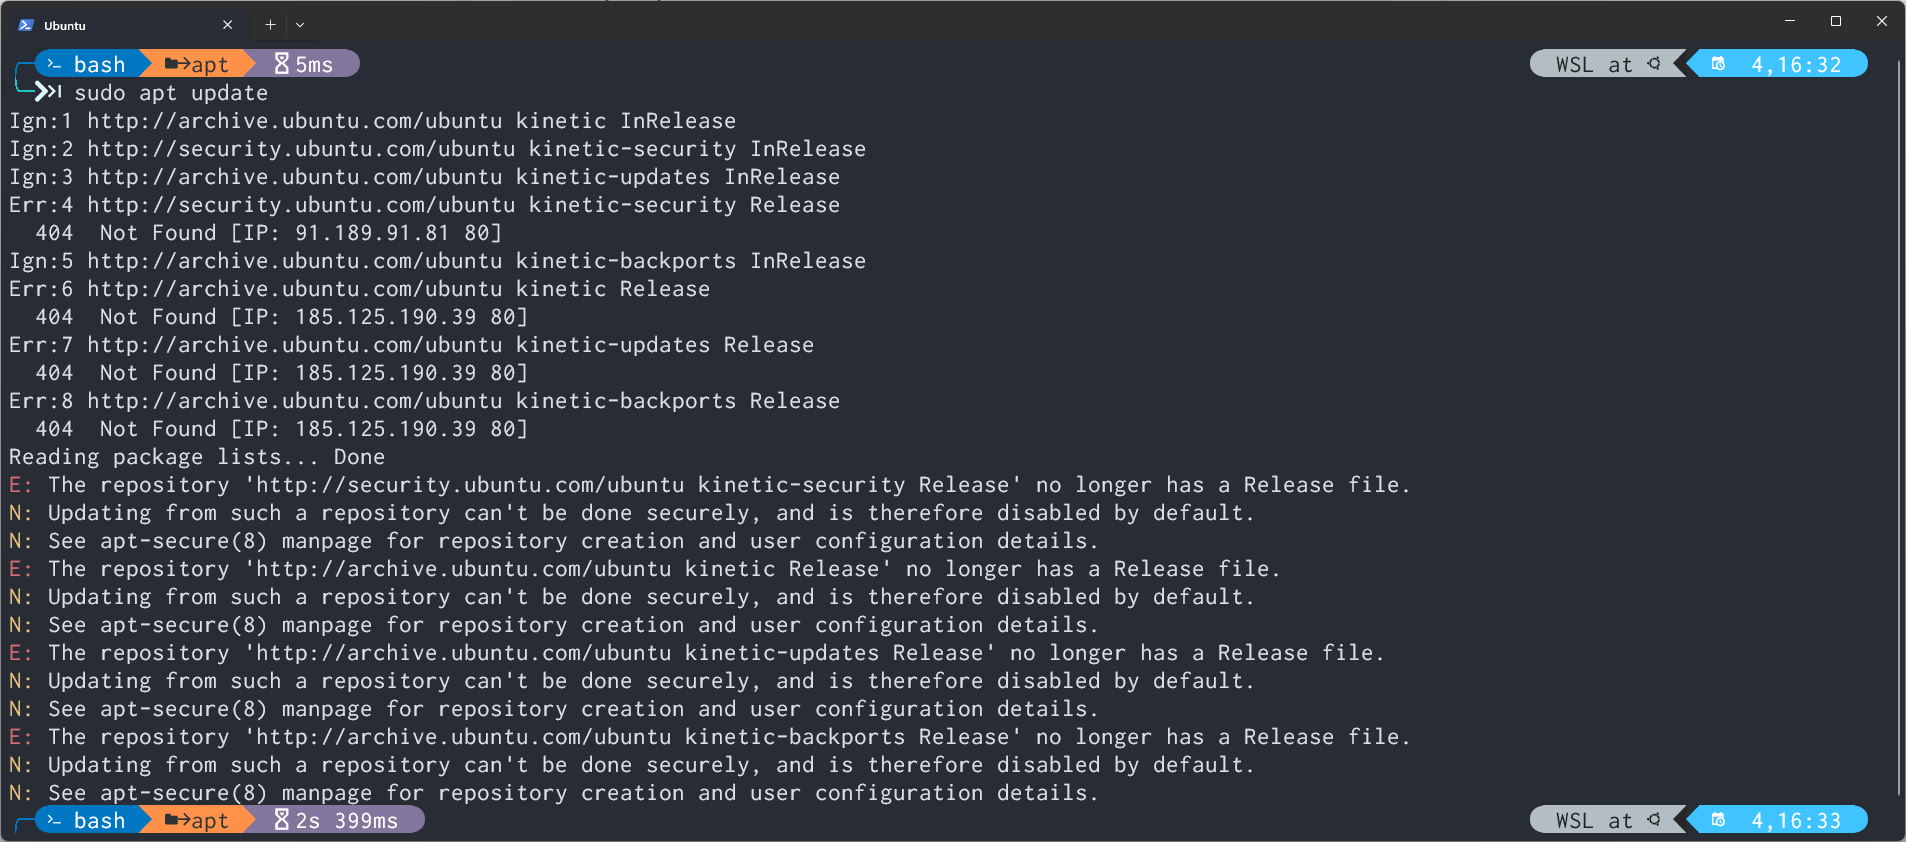 Ubuntu
bash apt 5ms WSL at 4,16:32
sudo apt update
Ign:1 http://archive.ubuntu.com/ubuntu kinetic InRelease
Ign:2 http://security.ubuntu.com/ubuntu kinetic-security InRelease
Ign:3 http://archive.ubuntu.com/ubuntu kinetic-updates InRelease
Err:4 http://security.ubuntu.com/ubuntu kinetic-security Release
404  Not Found [IP: 91.189.91.81 80]
Ign:5 http://archive.ubuntu.com/ubuntu kinetic-backports InRelease
Err:6 http://archive.ubuntu.com/ubuntu kinetic Release
404  Not Found [IP: 185.125.190.39 80]
Err:7 http://archive.ubuntu.com/ubuntu kinetic-updates Release
404  Not Found [IP: 185.125.190.39 80]
Err:8 http://archive.ubuntu.com/ubuntu kinetic-backports Release
404  Not Found [IP: 185.125.190.39 80]
Reading package lists... Done
E: The repository 'http://security.ubuntu.com/ubuntu kinetic-security Release' no longer has a Release file.
N: Updating from such a repository can't be done securely, and is therefore disabled by default.
N: See apt-secure(8) manpage for repository creation and user configuration details.
E: The repository 'http://archive.ubuntu.com/ubuntu kinetic Release' no longer has a Release file.
N: Updating from such a repository can't be done securely, and is therefore disabled by default.
N: See apt-secure(8) manpage for repository creation and user configuration details.
E: The repository 'http://archive.ubuntu.com/ubuntu kinetic-updates Release' no longer has a Release file.
N: Updating from such a repository can't be done securely, and is therefore disabled by default.
N: See apt-secure(8) manpage for repository creation and user configuration details.
E: The repository 'http://archive.ubuntu.com/ubuntu kinetic-backports Release' no longer has a Release file.
N: Updating from such a repository can't be done securely, and is therefore disabled by default.
N: See apt-secure(8) manpage for repository creation and user configuration details.
bash apt 2s 399ms WSL at 4,16:33